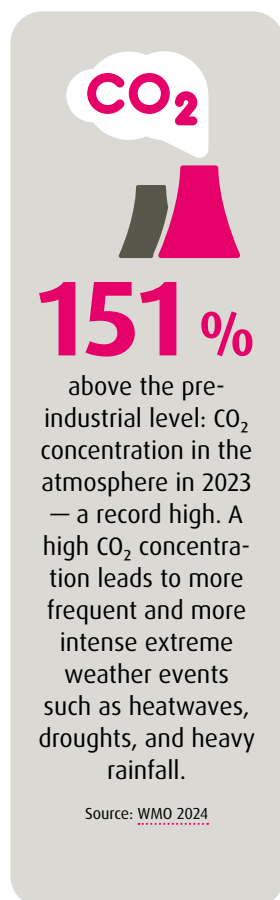 CO₂
151 %
above the pre-
industrial level: CO₂
concentration in the
atmosphere in 2023
— a record high. A
high CO₂ concentra-
tion leads to more
frequent and more
intense extreme
weather events
such as heatwaves,
droughts, and heavy
rainfall.
Source: WMO 2024